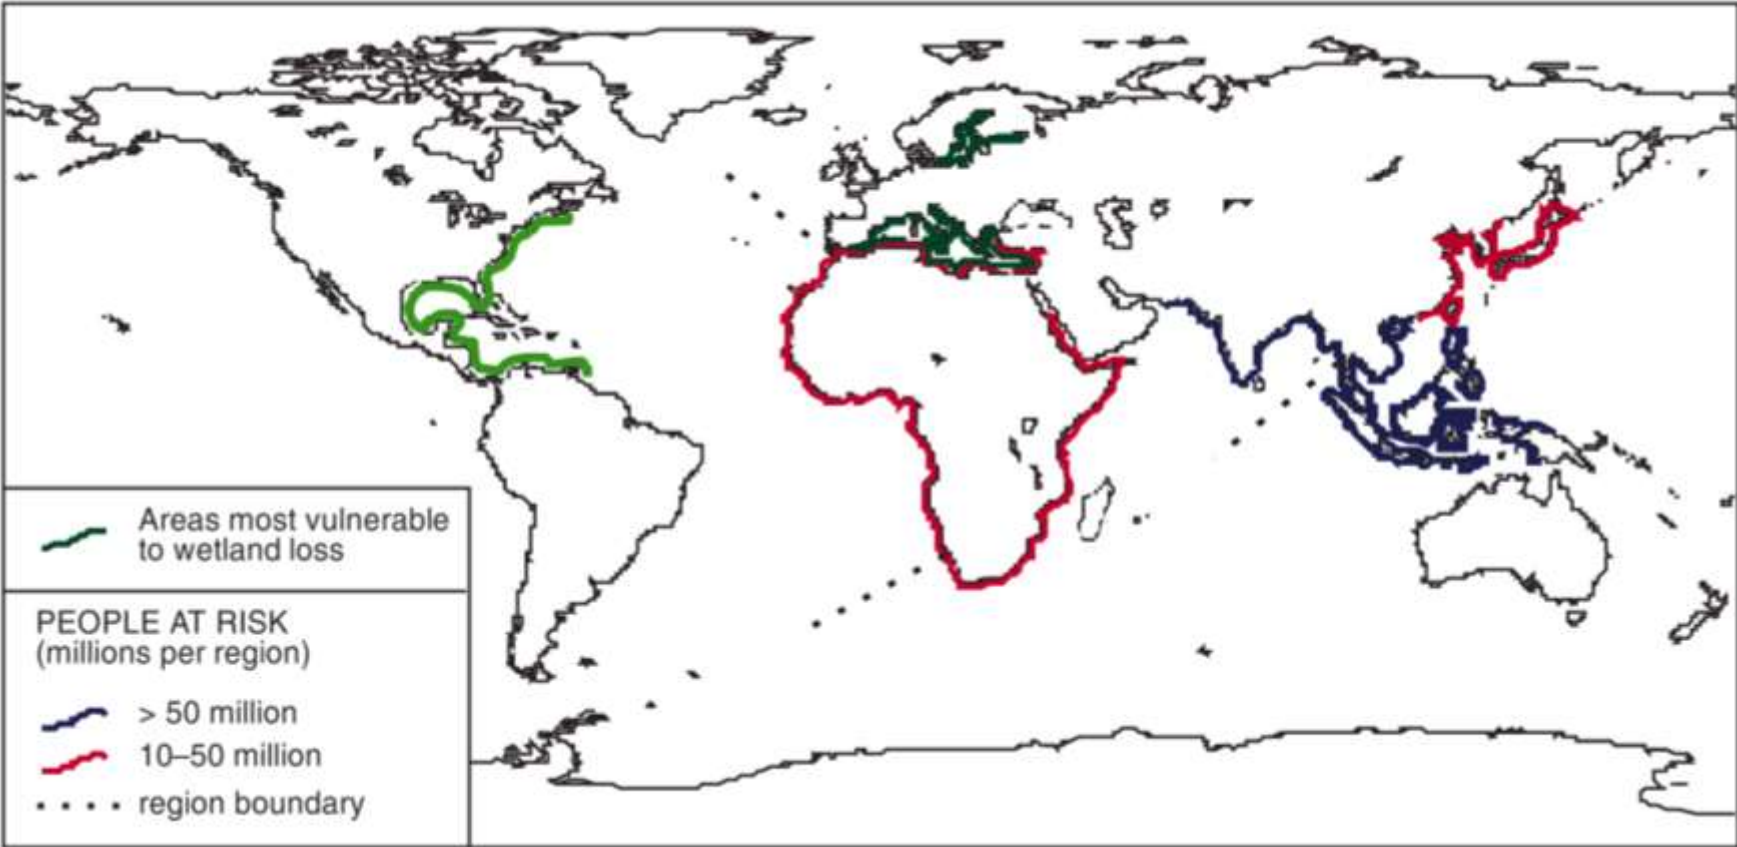 Areas most vulnerable
to wetland loss
PEOPLE AT RISK
(millions per region)
> 50 million
10–50 million
region boundary